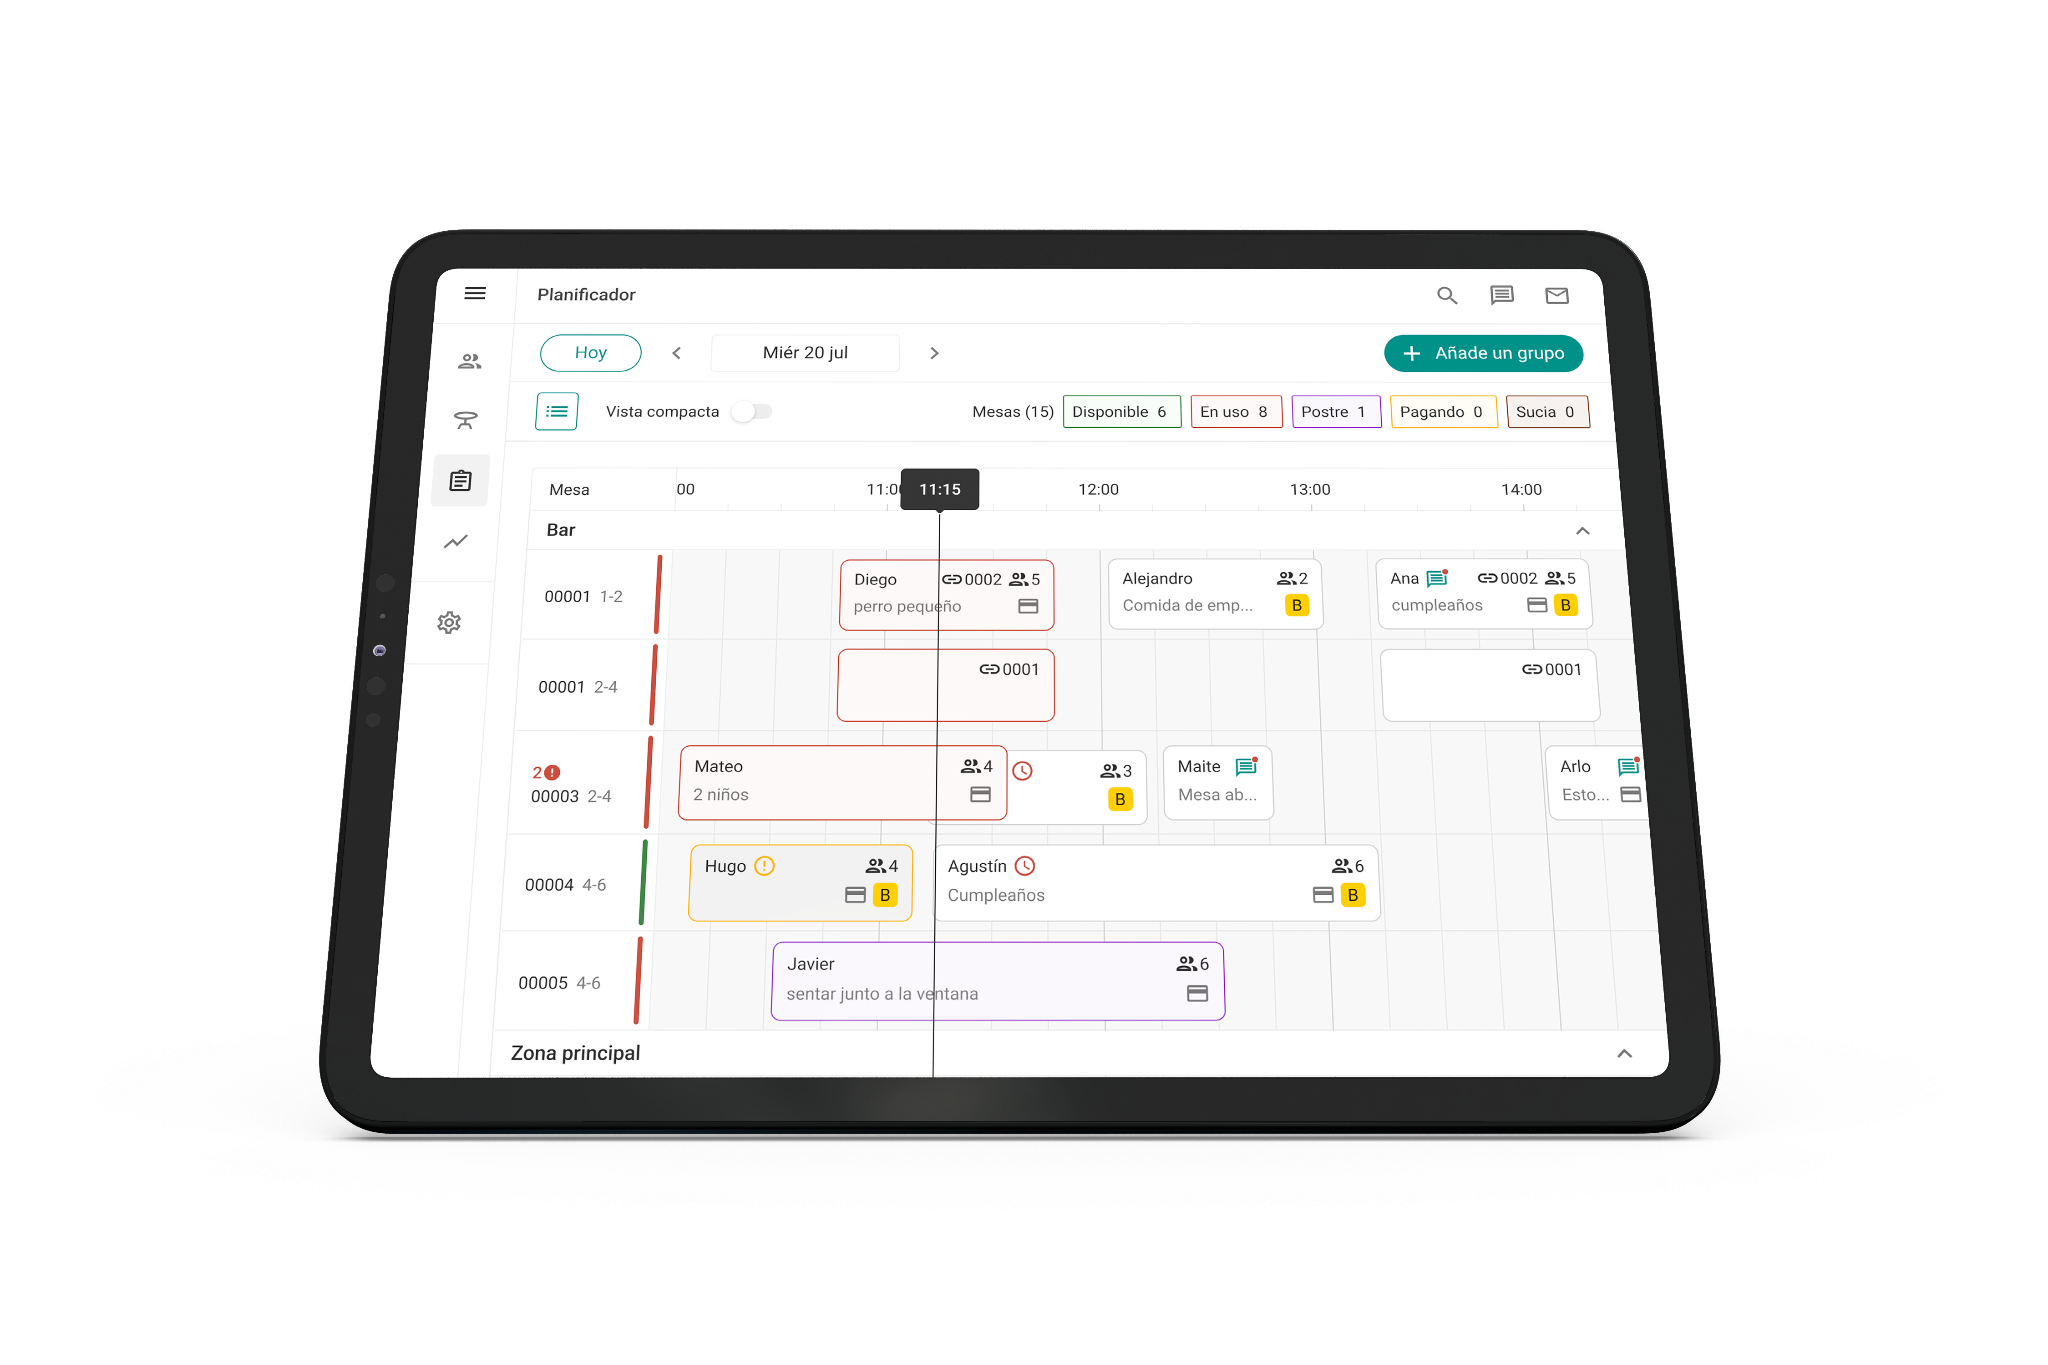 Planificador
Hoy
Miér 20 jul
+ Añade un grupo
Vista compacta
Mesas (15)
Disponible 6
En uso 8
Postre 1
Pagando 0
Sucia 0
Mesa
00
11:00
11:15
12:00
13:00
14:00
Bar
00001 1-2
Diego 0002 5
perro pequeño
Alejandro 2
Comida de emp... B
Ana 0002 5
cumpleaños B
00001 2-4
0001
0001
2
00003 2-4
Mateo 4
2 niños
3
B
Maite
Mesa ab...
Arlo
Esto...
00004 4-6
Hugo 4
B
Agustín 6
Cumpleaños B
00005 4-6
Javier 6
sentar junto a la ventana
Zona principal